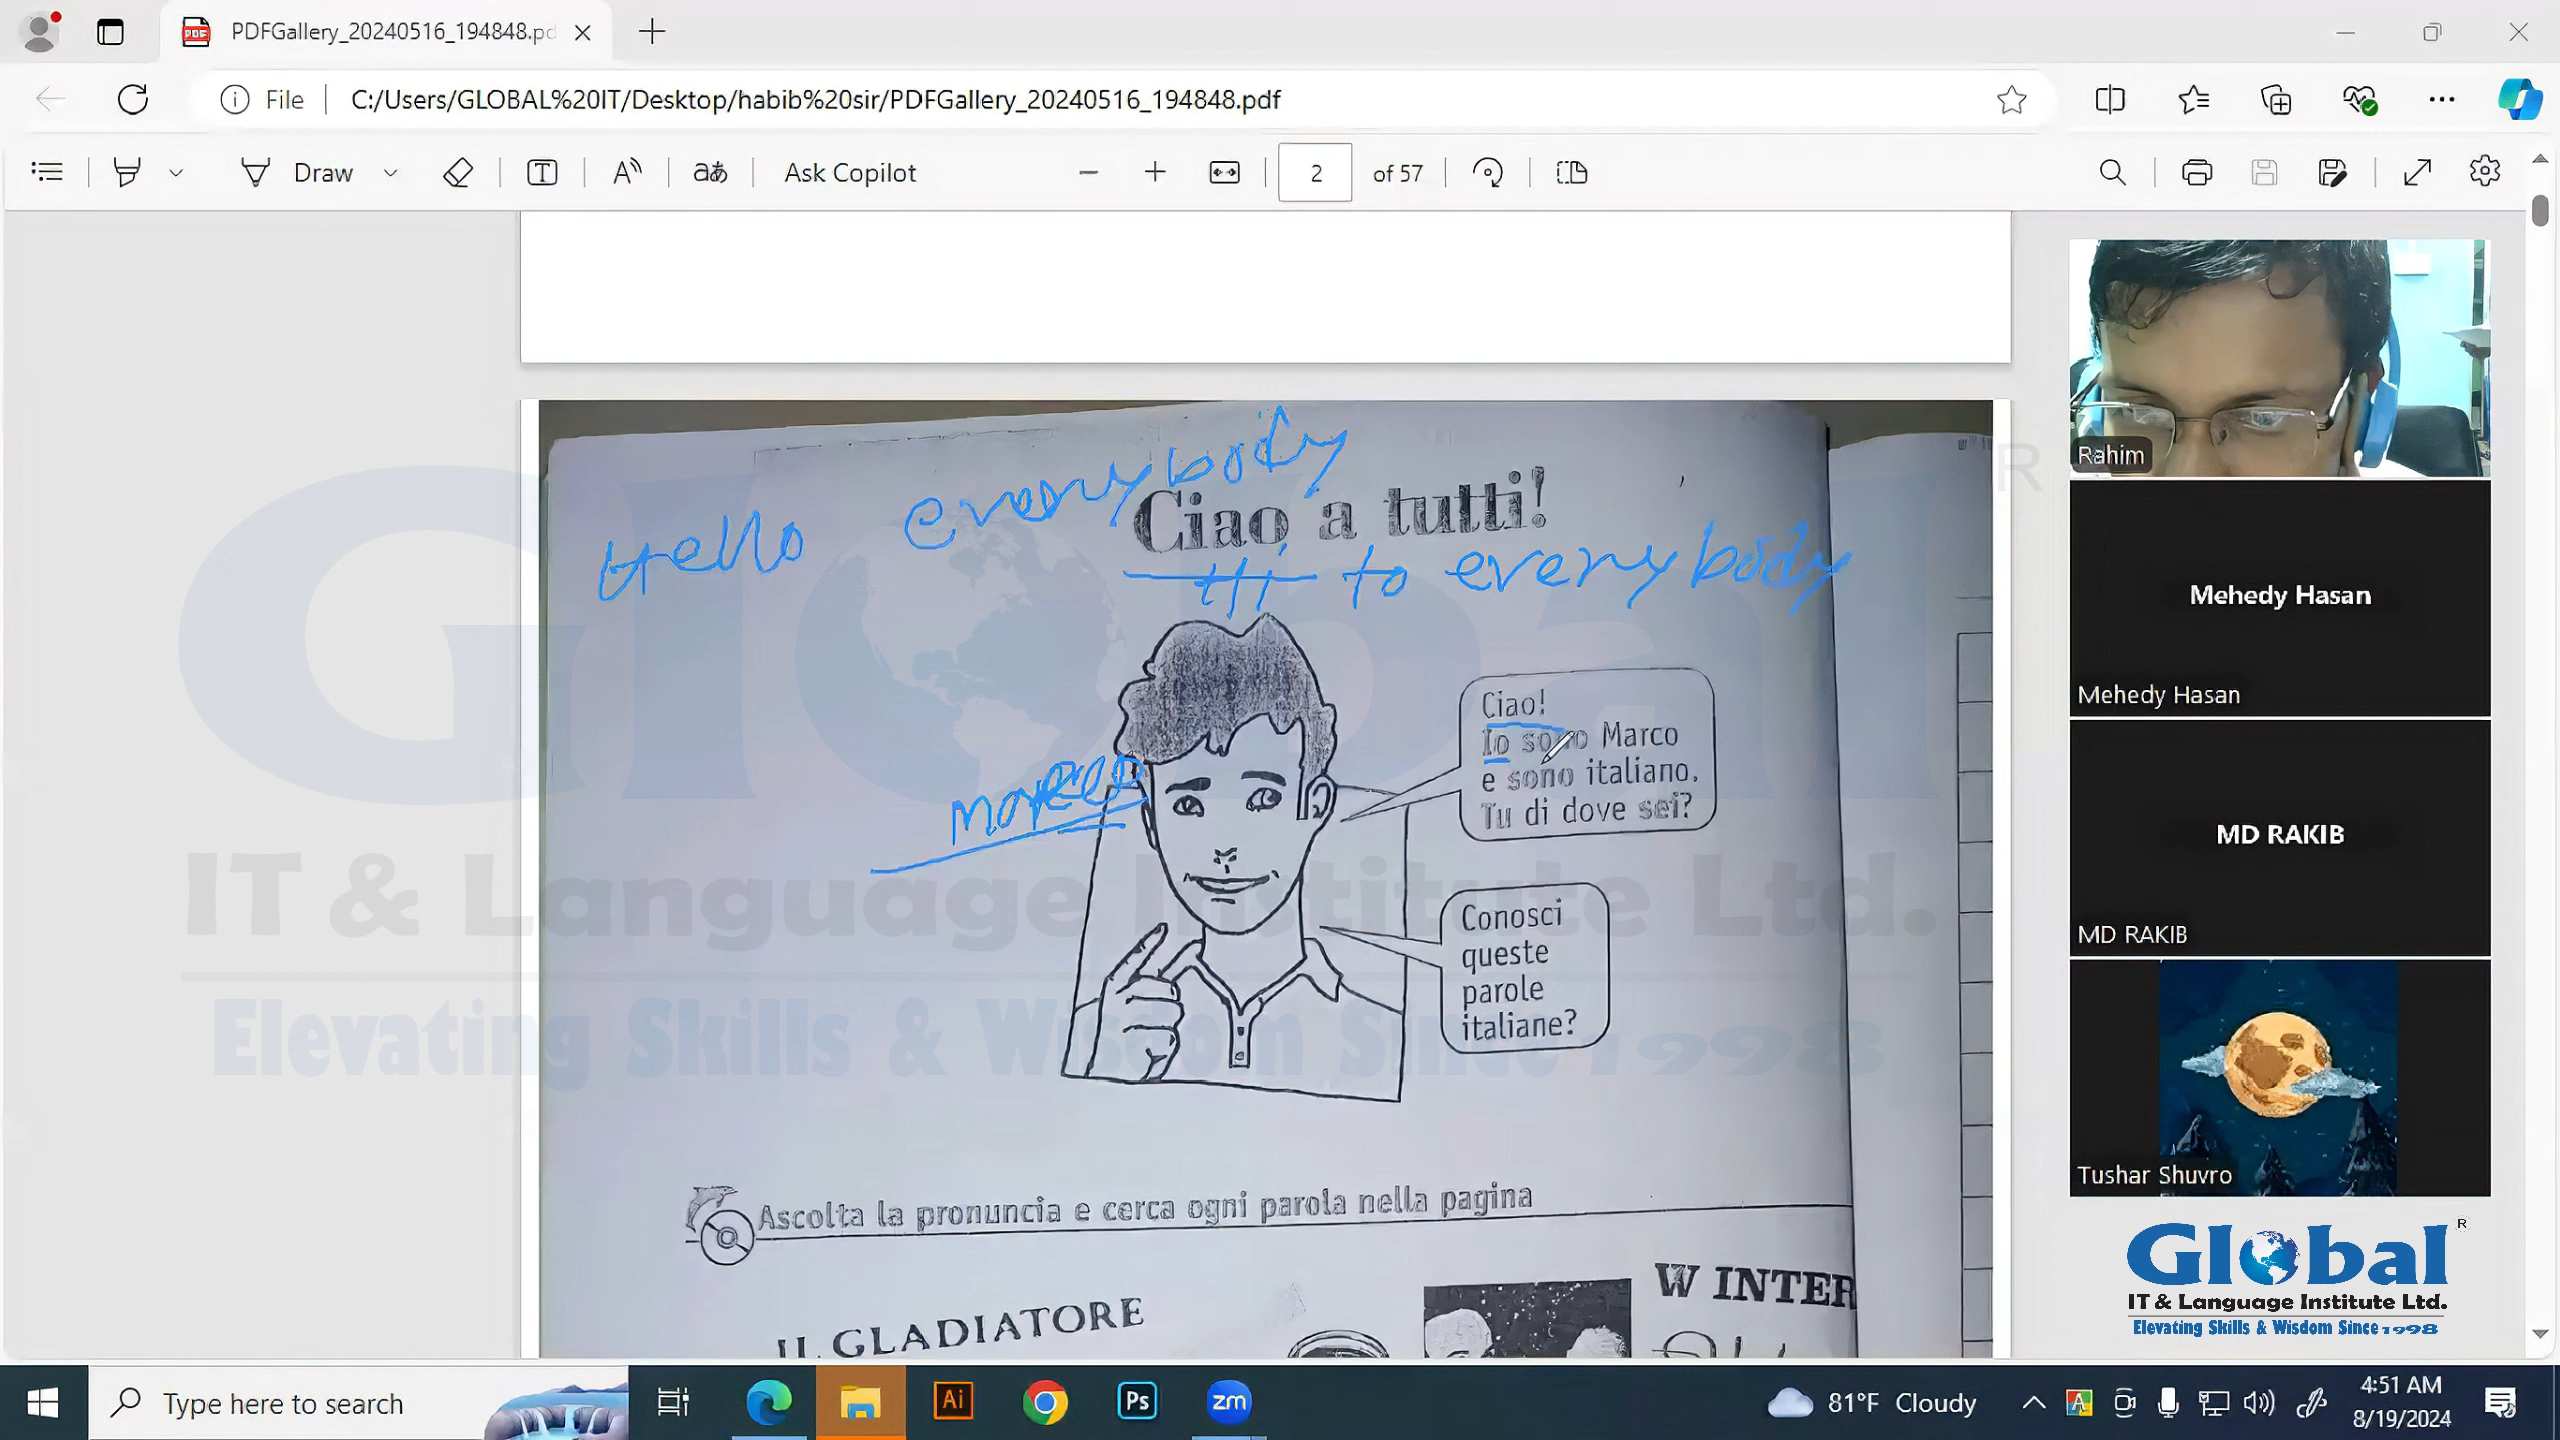 PDFGallery_20240516_194848.pd
File
C:/Users/GLOBAL%20IT/Desktop/habib%20sir/PDFGallery_20240516_194848.pdf
Draw
Ask Copilot
2
of 57
Hello everybody
Ciao a tutti!
Hi to everybody
Ciao!
Io sono Marco
e sono italiano.
Tu di dove sei?
Conosci
queste
parole
italiane?
Ascolta la pronuncia e cerca ogni parola nella pagina
IL GLADIATORE
W INTER
Global
IT & Language Institute Ltd.
Elevating Skills & Wisdom Since 1998
R
Rahim
Mehedy Hasan
Mehedy Hasan
MD RAKIB
MD RAKIB
Tushar Shuvro
Global R
IT & Language Institute Ltd.
Elevating Skills & Wisdom Since 1998
Type here to search
Ai
Ps
zm
81°F Cloudy
4:51 AM
8/19/2024